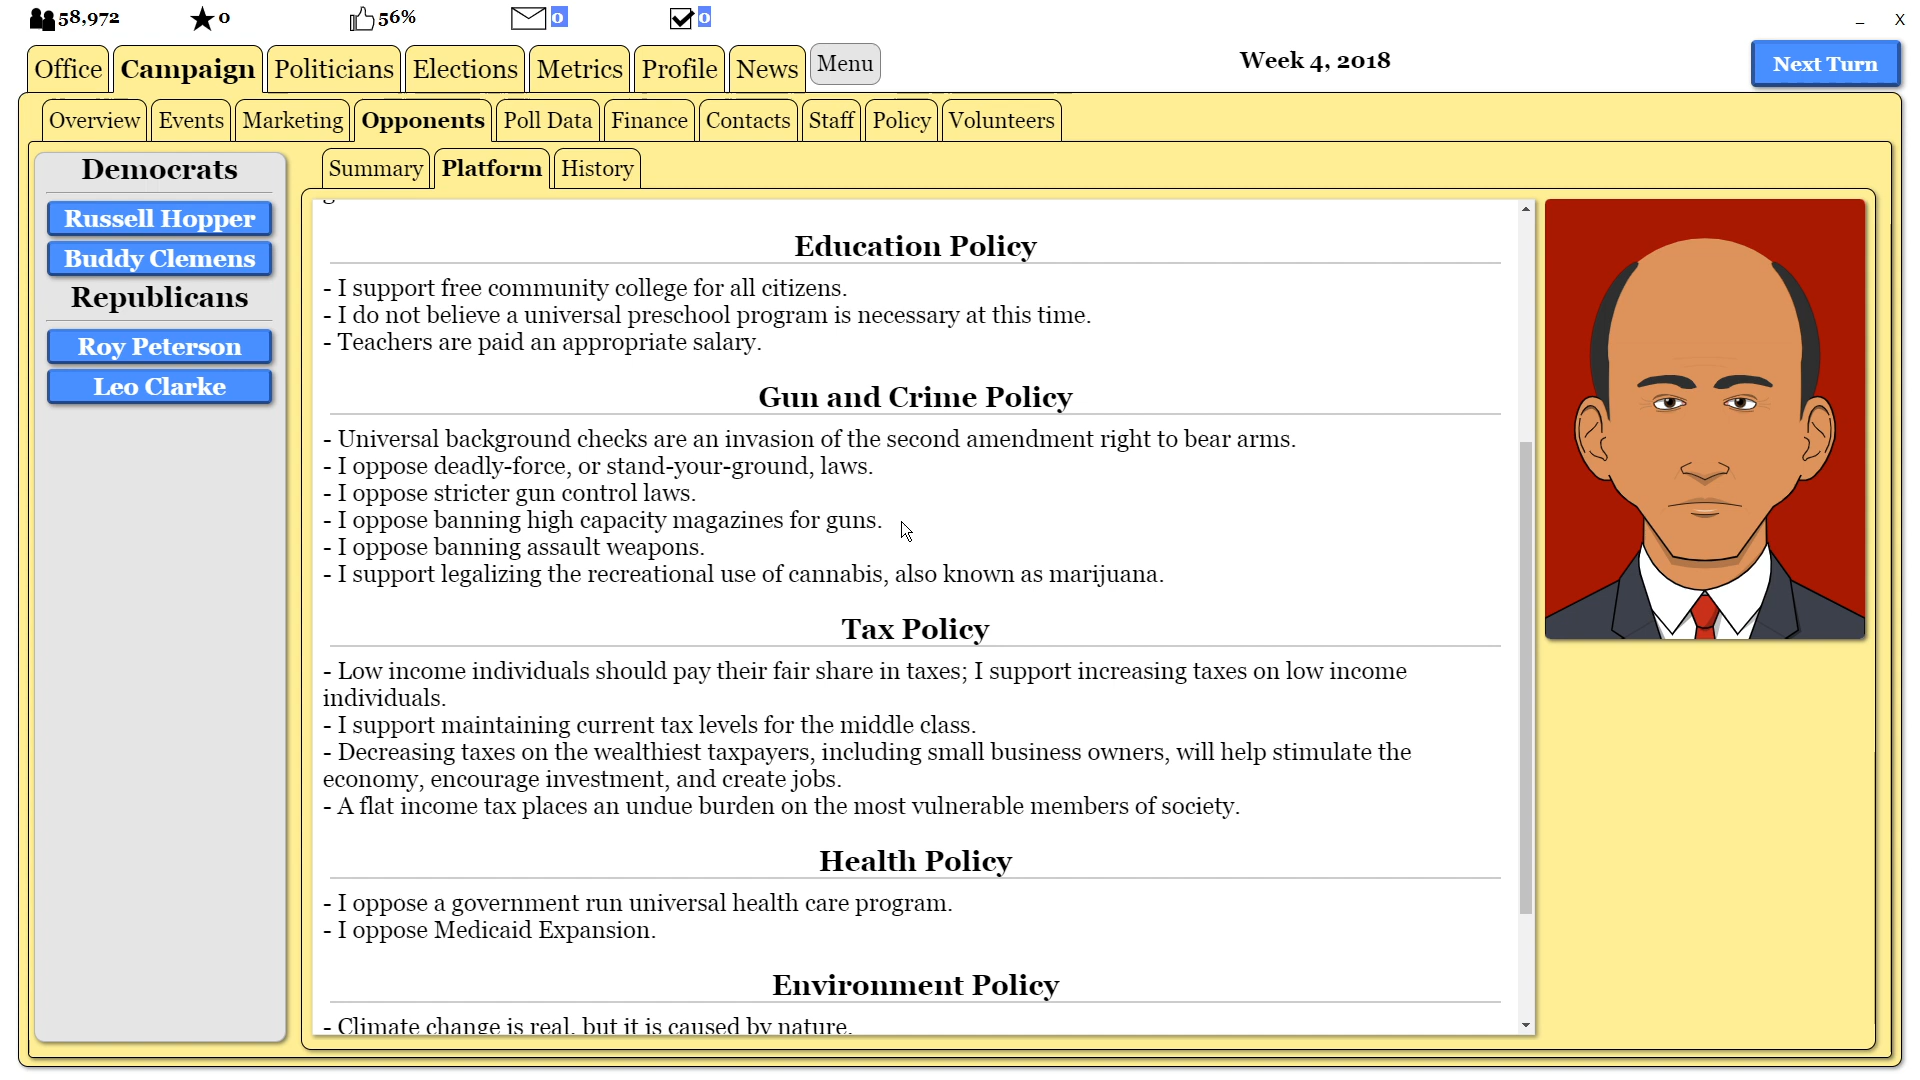 58,972
0
56%
0
0
_ X
Office Campaign Politicians Elections Metrics Profile News Menu
Week 4, 2018
Next Turn
Overview Events Marketing Opponents Poll Data Finance Contacts Staff Policy Volunteers
Democrats
Russell Hopper
Buddy Clemens
Republicans
Roy Peterson
Leo Clarke
Summary Platform History
Education Policy
- I support free community college for all citizens.
- I do not believe a universal preschool program is necessary at this time.
- Teachers are paid an appropriate salary.
Gun and Crime Policy
- Universal background checks are an invasion of the second amendment right to bear arms.
- I oppose deadly-force, or stand-your-ground, laws.
- I oppose stricter gun control laws.
- I oppose banning high capacity magazines for guns.
- I oppose banning assault weapons.
- I support legalizing the recreational use of cannabis, also known as marijuana.
Tax Policy
- Low income individuals should pay their fair share in taxes; I support increasing taxes on low income
individuals.
- I support maintaining current tax levels for the middle class.
- Decreasing taxes on the wealthiest taxpayers, including small business owners, will help stimulate the
economy, encourage investment, and create jobs.
- A flat income tax places an undue burden on the most vulnerable members of society.
Health Policy
- I oppose a government run universal health care program.
- I oppose Medicaid Expansion.
Environment Policy
- Climate change is real, but it is caused by nature.